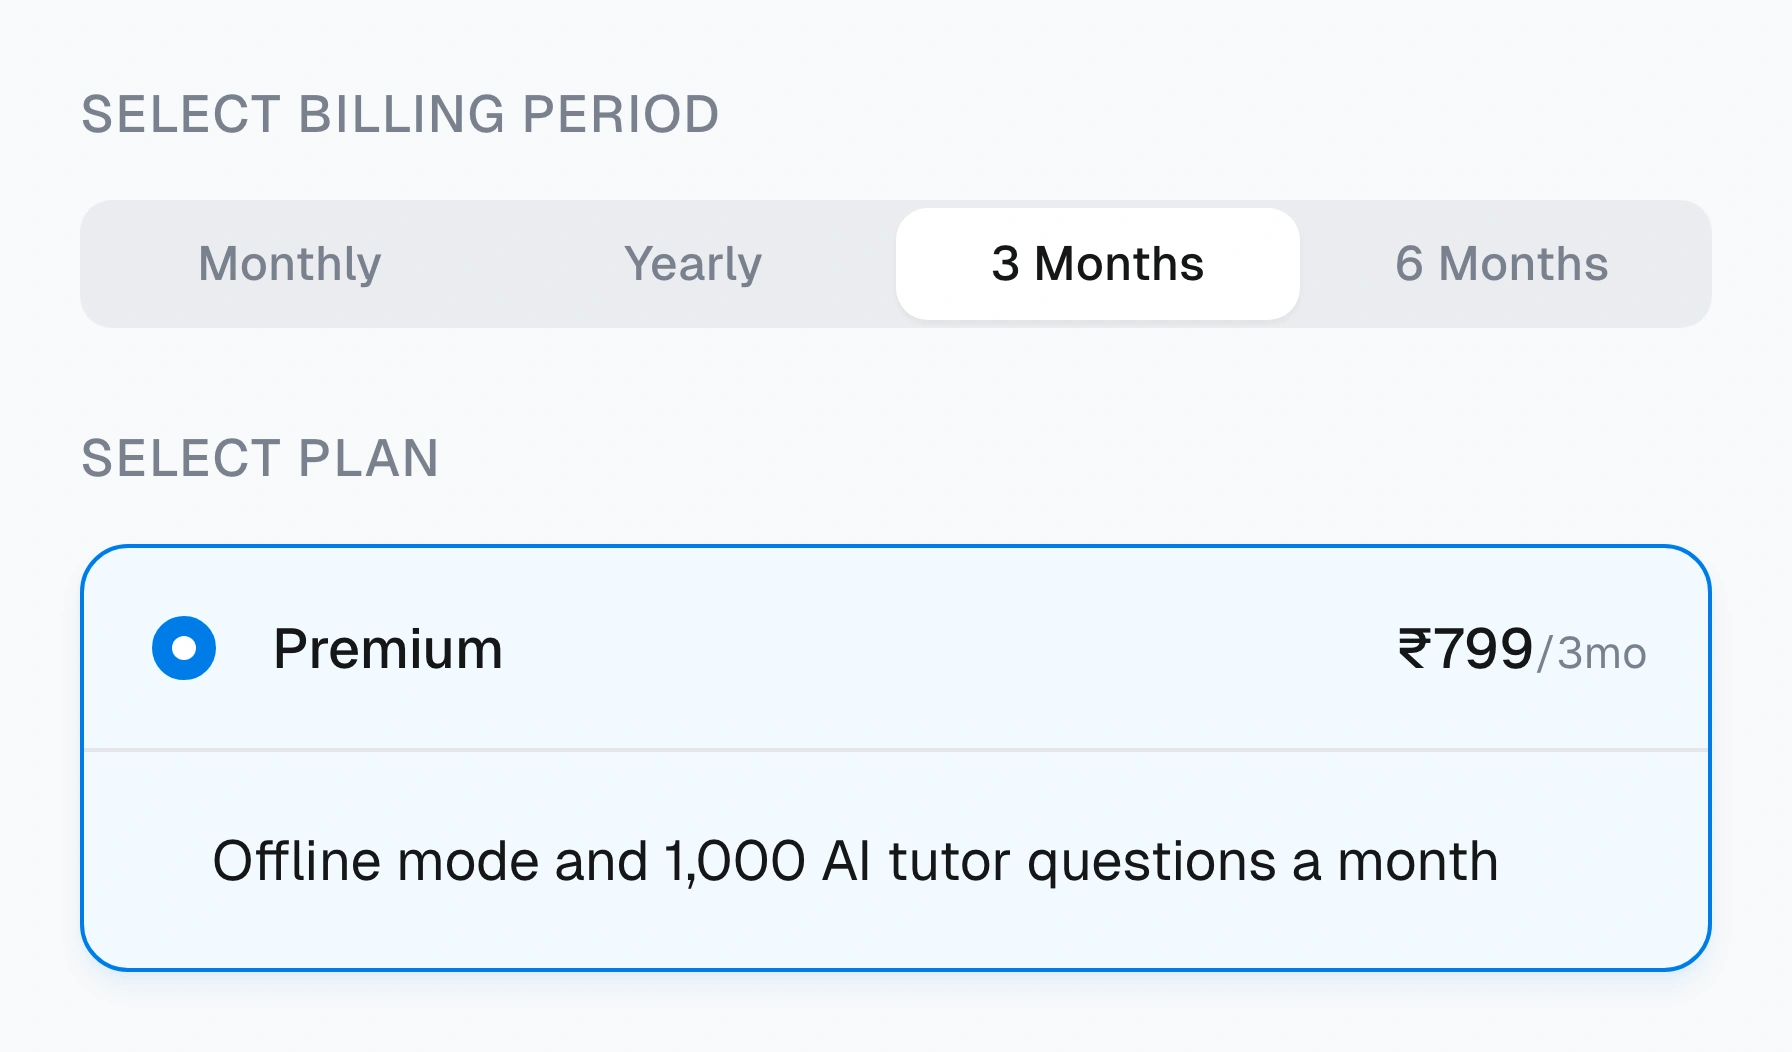 SELECT BILLING PERIOD
Monthly Yearly 3 Months 6 Months
SELECT PLAN
Premium ₹799/3mo
Offline mode and 1,000 AI tutor questions a month